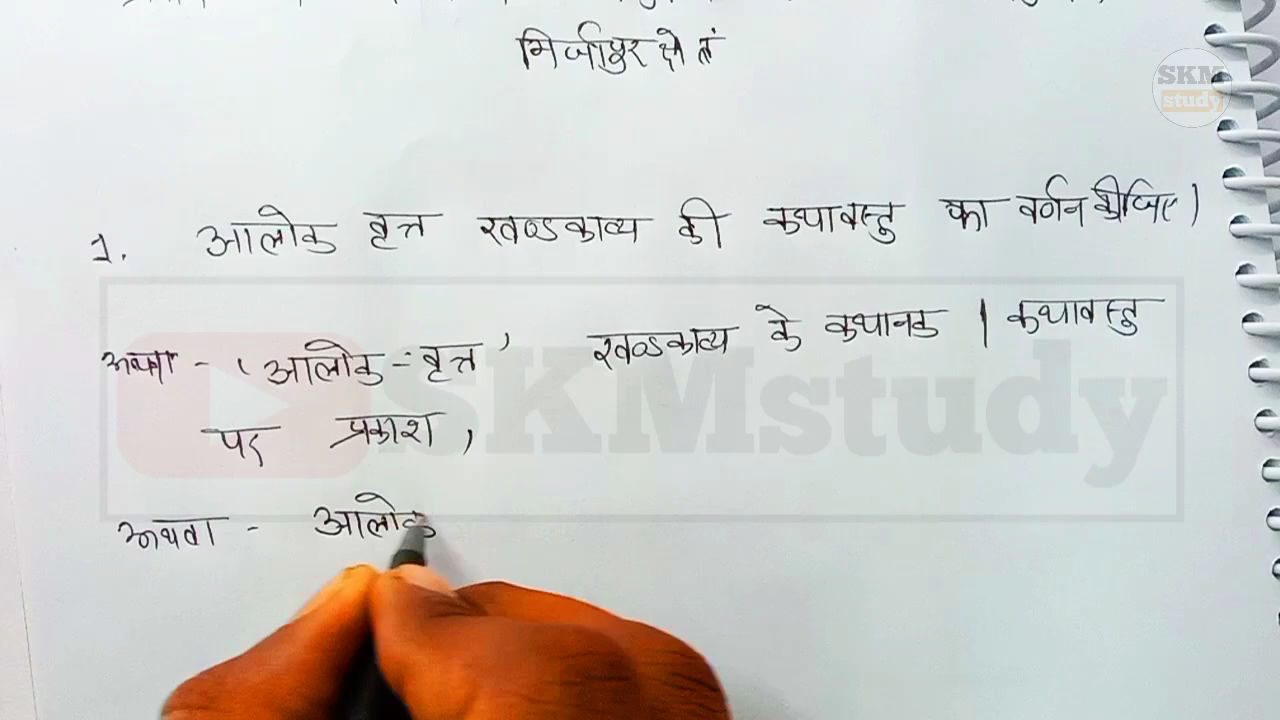 मिर्जापुर क्षेत्र
SKM
study
1. आलोक वृत्त खण्डकाव्य की कथावस्तु का वर्णन कीजिए।
अथवा - 'आलोक-वृत्त' खण्डकाव्य के कथानक | कथावस्तु
पर प्रकाश,
SKMstudy
अथवा - आलोक